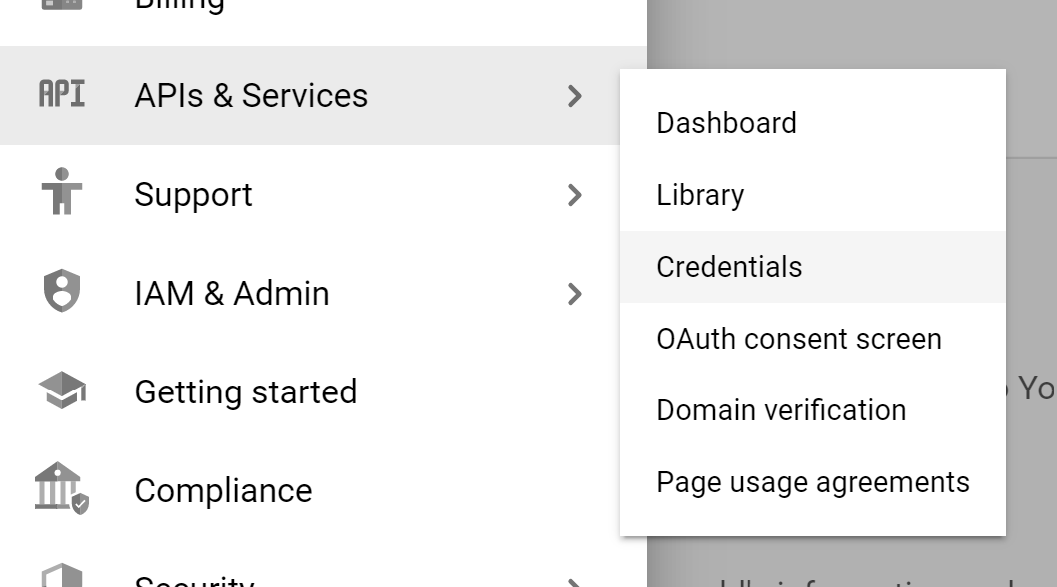 Billing
API
APIs & Services
Support
IAM & Admin
Getting started
Compliance
Security
Dashboard
Library
Credentials
OAuth consent screen
Domain verification
Page usage agreements
Yo